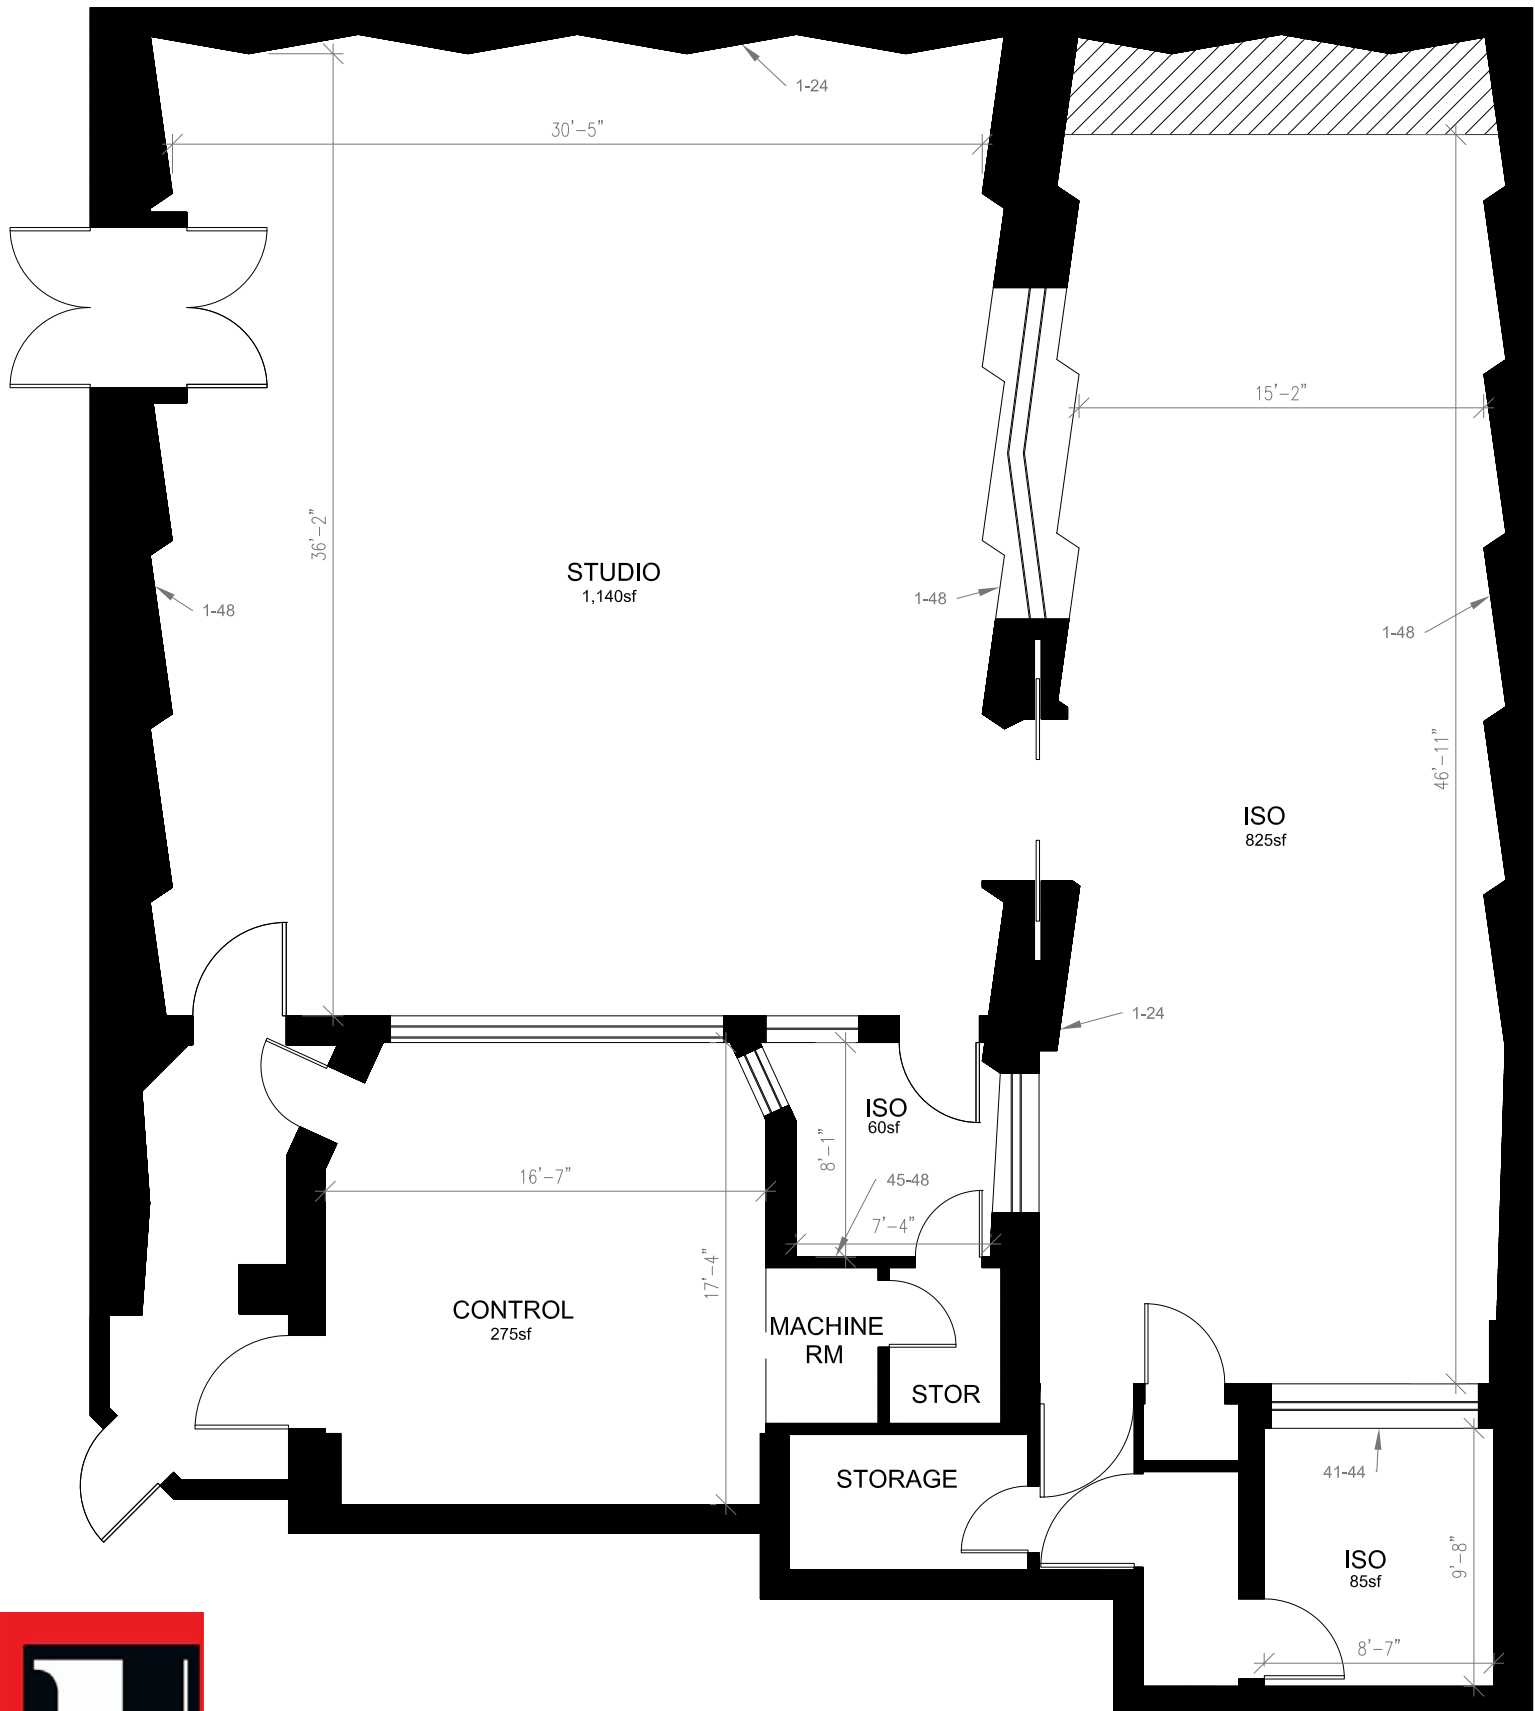 1-24
30'-5"
15'-2"
36'-2"
STUDIO
1,140sf
1-48
1-48
1-48
46'-11"
ISO
825sf
1-24
ISO
60sf
8'-1"
16'-7"
45-48
7'-4"
17'-4"
CONTROL
275sf
MACHINE
RM
STOR
STORAGE
41-44
ISO
85sf
9'-8"
8'-7"